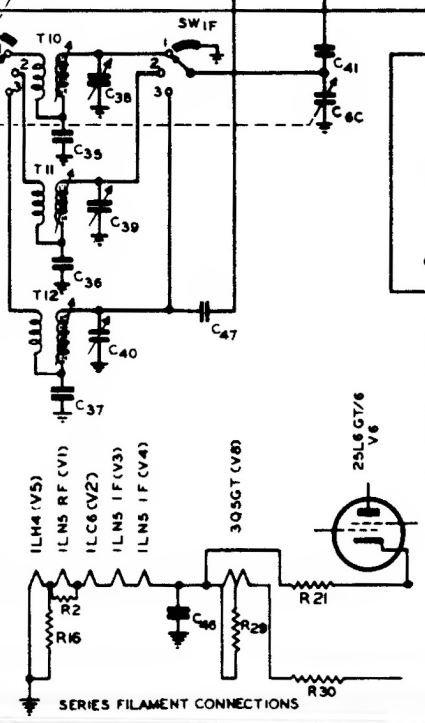 SW1F
T10
1
1
2
2
3
3
C38
C41
C6C
C35
T11
C39
C36
T12
C47
C40
C37
1LH4 (V5)
1LN5 RF (V1)
1LC6 (V2)
1LN5 IF (V3)
1LN5 IF (V4)
3Q5GT (V8)
25L6 GT/6
V6
R2
R21
C46
R16
R29
R30
SERIES FILAMENT CONNECTIONS